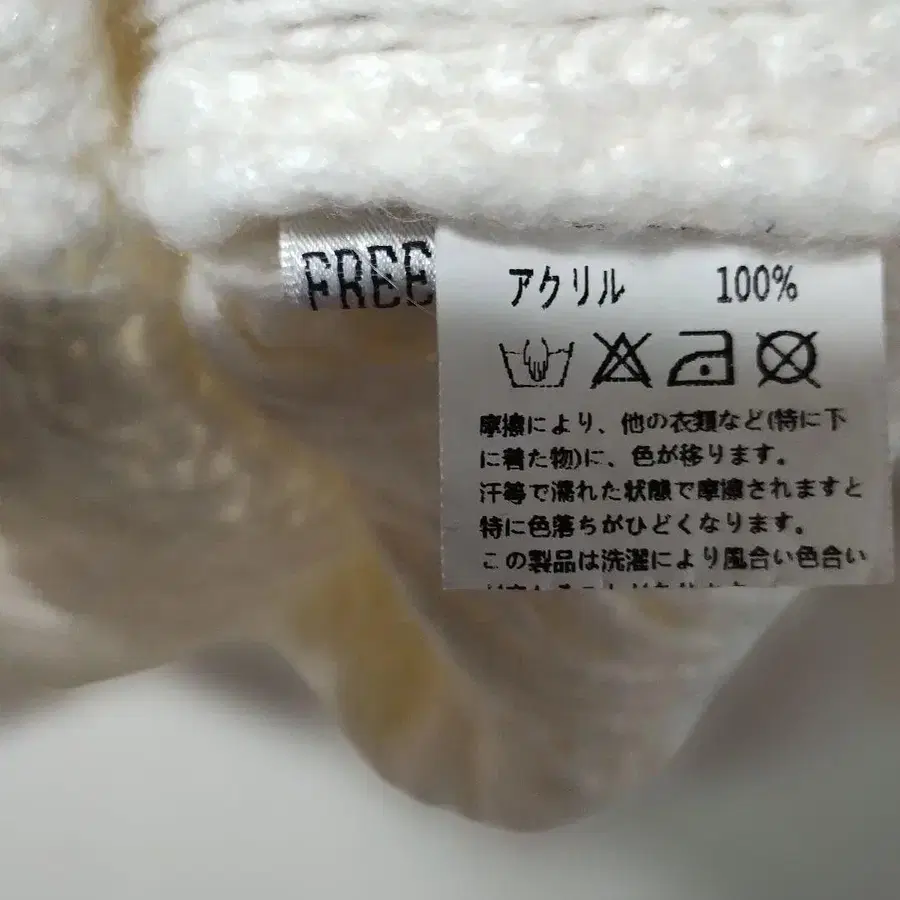 FREE
アクリル 100%
摩擦により、他の衣類など(特に下
に着た物)に、色が移ります。
汗等で濡れた状態で摩擦されますと
特に色落ちがひどくなります。
この製品は洗濯により風合い色合い